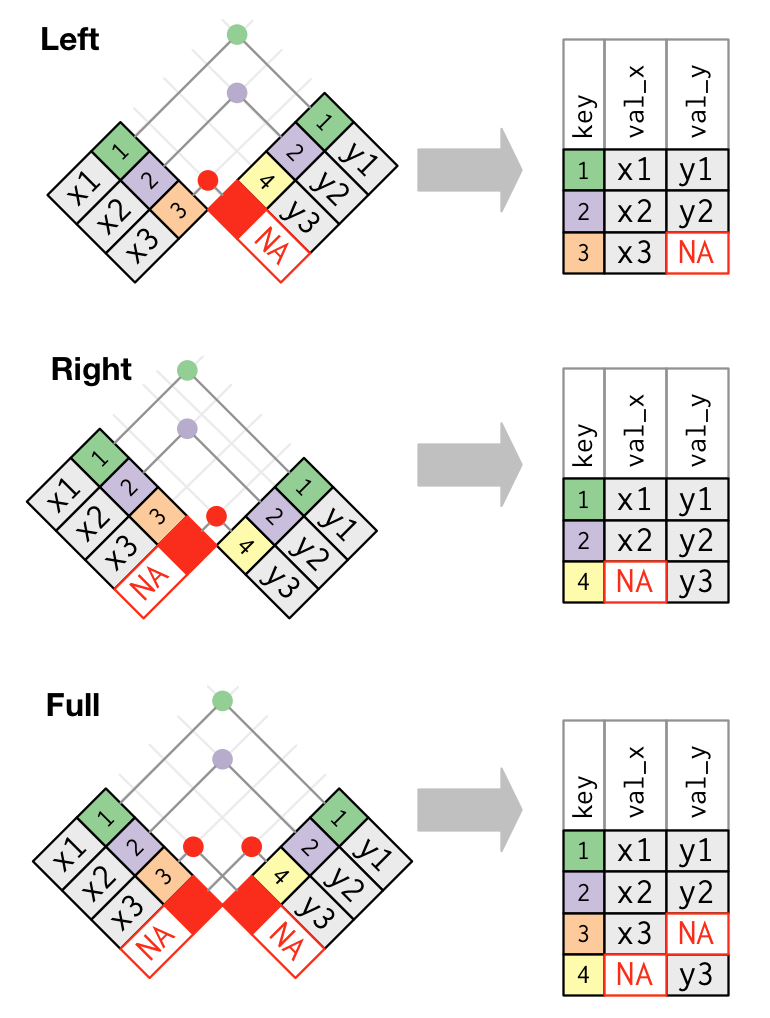 Left
1 x1
2 x2
3 x3
1 y1
2 y2
4 y3
NA
key val_x val_y
1 x1 y1
2 x2 y2
3 x3 NA
Right
1 x1
2 x2
3 x3
NA
1 y1
2 y2
4 y3
key val_x val_y
1 x1 y1
2 x2 y2
4 NA y3
Full
1 x1
2 x2
3 x3
NA
1 y1
2 y2
4 y3
NA
key val_x val_y
1 x1 y1
2 x2 y2
3 x3 NA
4 NA y3